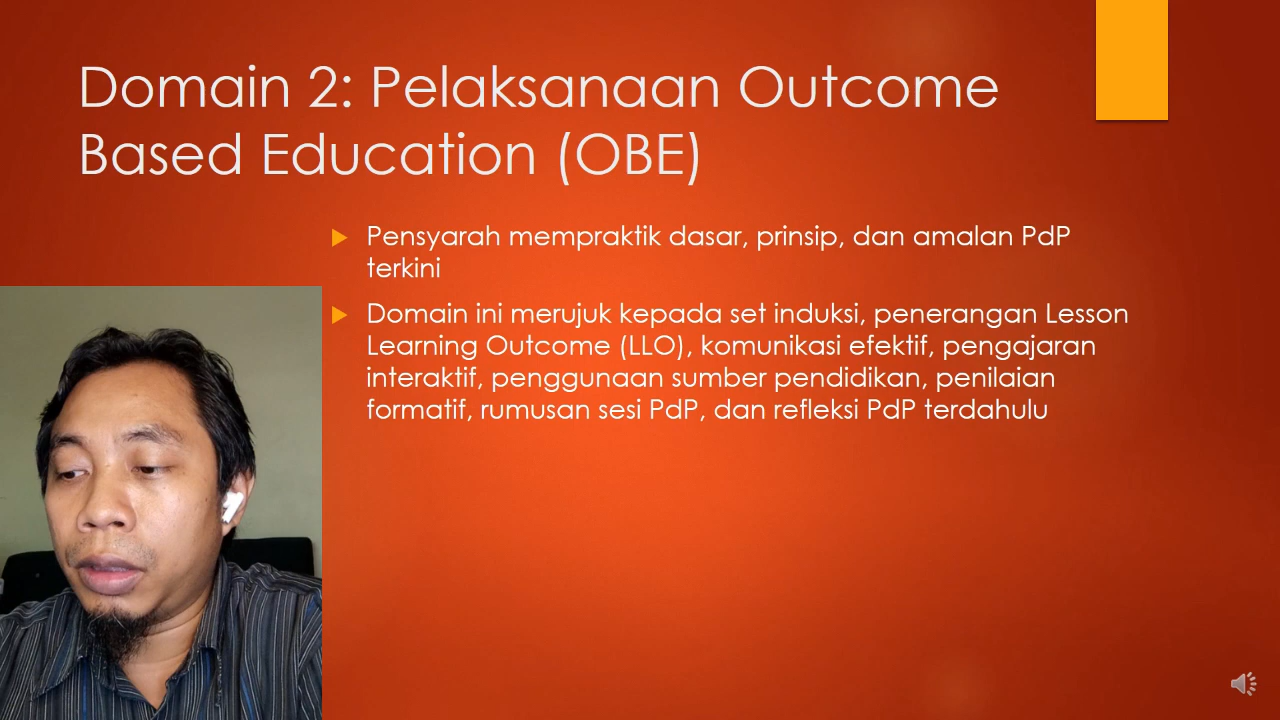 Domain 2: Pelaksanaan Outcome
Based Education (OBE)
Pensyarah mempraktik dasar, prinsip, dan amalan PdP
terkini
Domain ini merujuk kepada set induksi, penerangan Lesson
Learning Outcome (LLO), komunikasi efektif, pengajaran
interaktif, penggunaan sumber pendidikan, penilaian
formatif, rumusan sesi PdP, dan refleksi PdP terdahulu